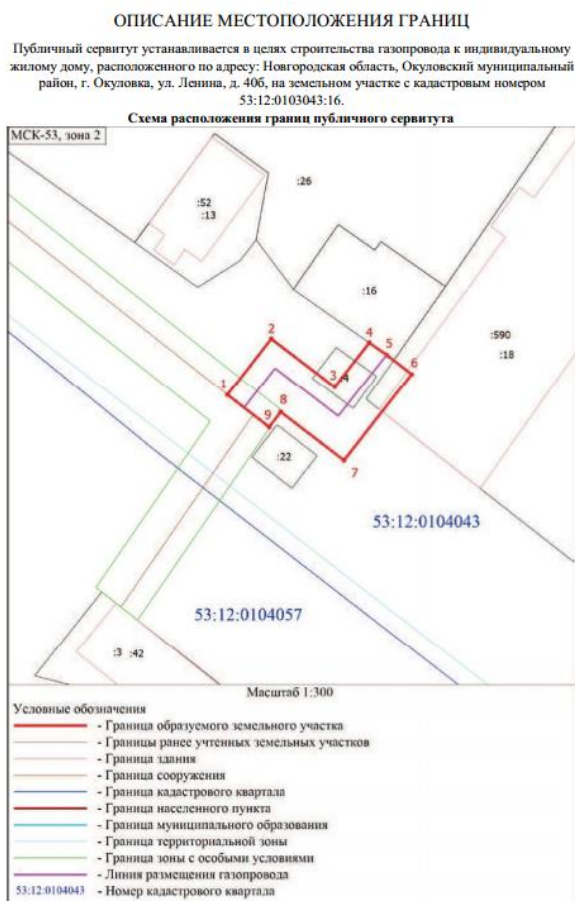 ОПИСАНИЕ МЕСТОПОЛОЖЕНИЯ ГРАНИЦ
Публичный сервитут устанавливается в целях строительства газопровода к индивидуальному
жилому дому, расположенного по адресу: Новгородская область, Окуловский муниципальный
район, г. Окуловка, ул. Ленина, д. 40б, на земельном участке с кадастровым номером
53:12:0103043:16.
Схема расположения границ публичного сервитута
МСК-53, зона 2
:26
:52
:13
:16
:590
:18
2
4
5
6
3
:4
1
8
9
:22
7
53:12:0104043
53:12:0104057
:3 :42
Масштаб 1:300
Условные обозначения
- Граница образуемого земельного участка
- Границы ранее учтенных земельных участков
- Граница здания
- Граница сооружения
- Граница кадастрового квартала
- Граница населенного пункта
- Граница муниципального образования
- Граница территориальной зоны
- Граница зоны с особыми условиями
- Линия размещения газопровода
53:12:0104043 - Номер кадастрового квартала